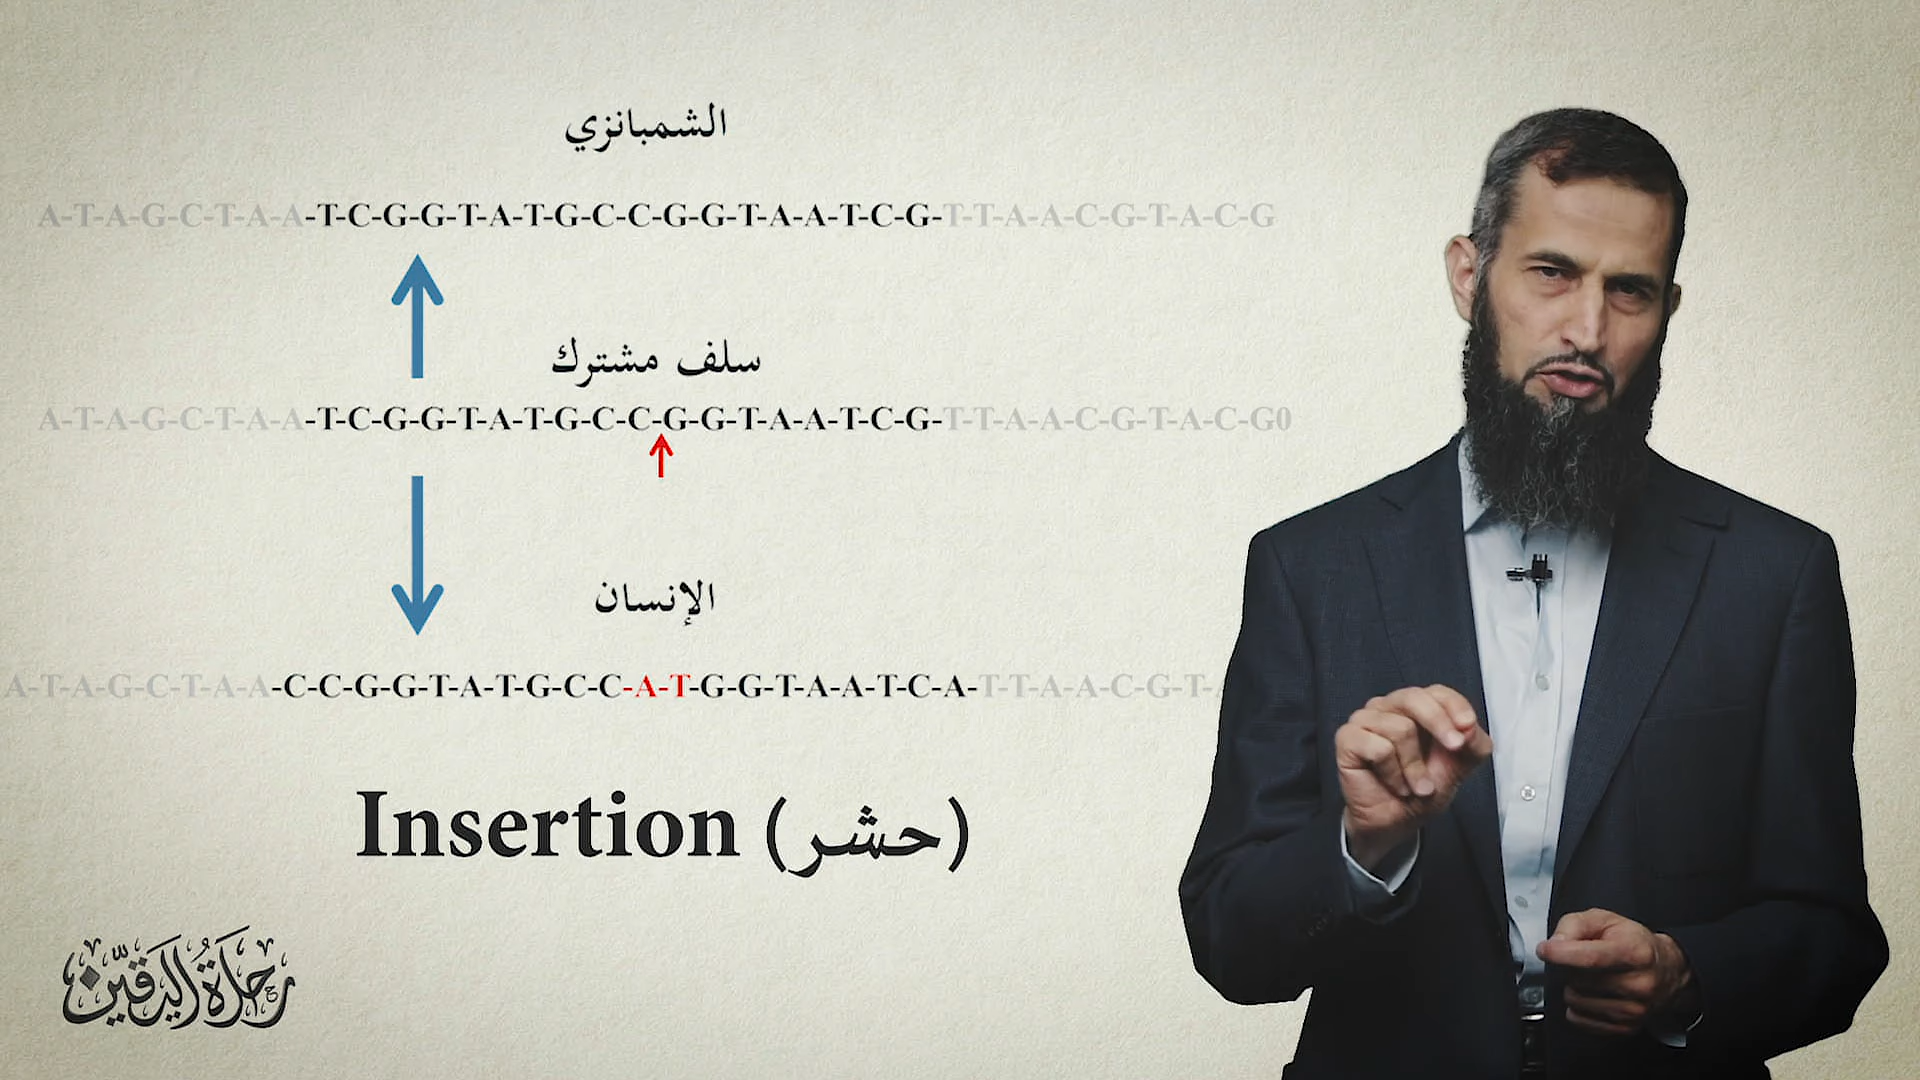 الشمبانزي
A-T-A-G-C-T-A-A-T-C-G-G-T-A-T-G-C-C-G-G-T-A-A-T-C-G-T-T-A-A-C-G-T-A-C-G
سلف مشترك
A-T-A-G-C-T-A-A-T-C-G-G-T-A-T-G-C-C-G-G-T-A-A-T-C-G-T-T-A-A-C-G-T-A-C-G0
الإنسان
A-T-A-G-C-T-A-A-C-C-G-G-T-A-T-G-C-C-A-T-G-G-T-A-A-T-C-A-T-T-A-A-C-G-T-
Insertion (حشر)
رحلة اليقين